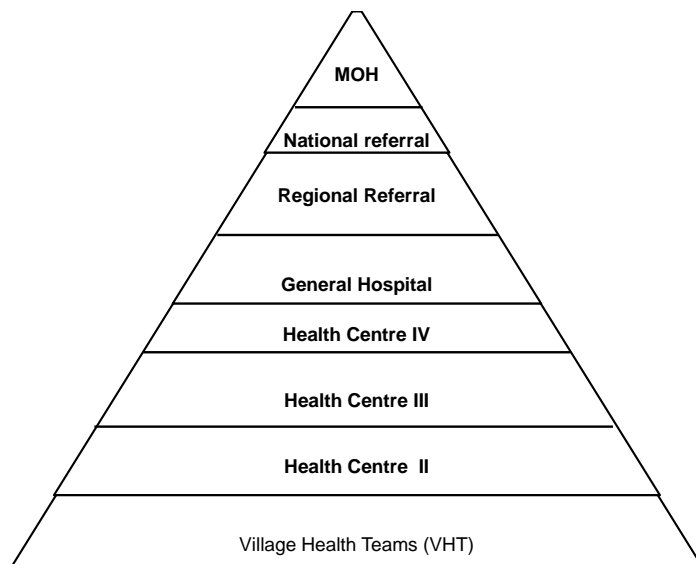 MOH
National referral
Regional Referral
General Hospital
Health Centre IV
Health Centre III
Health Centre  II
Village Health Teams (VHT)